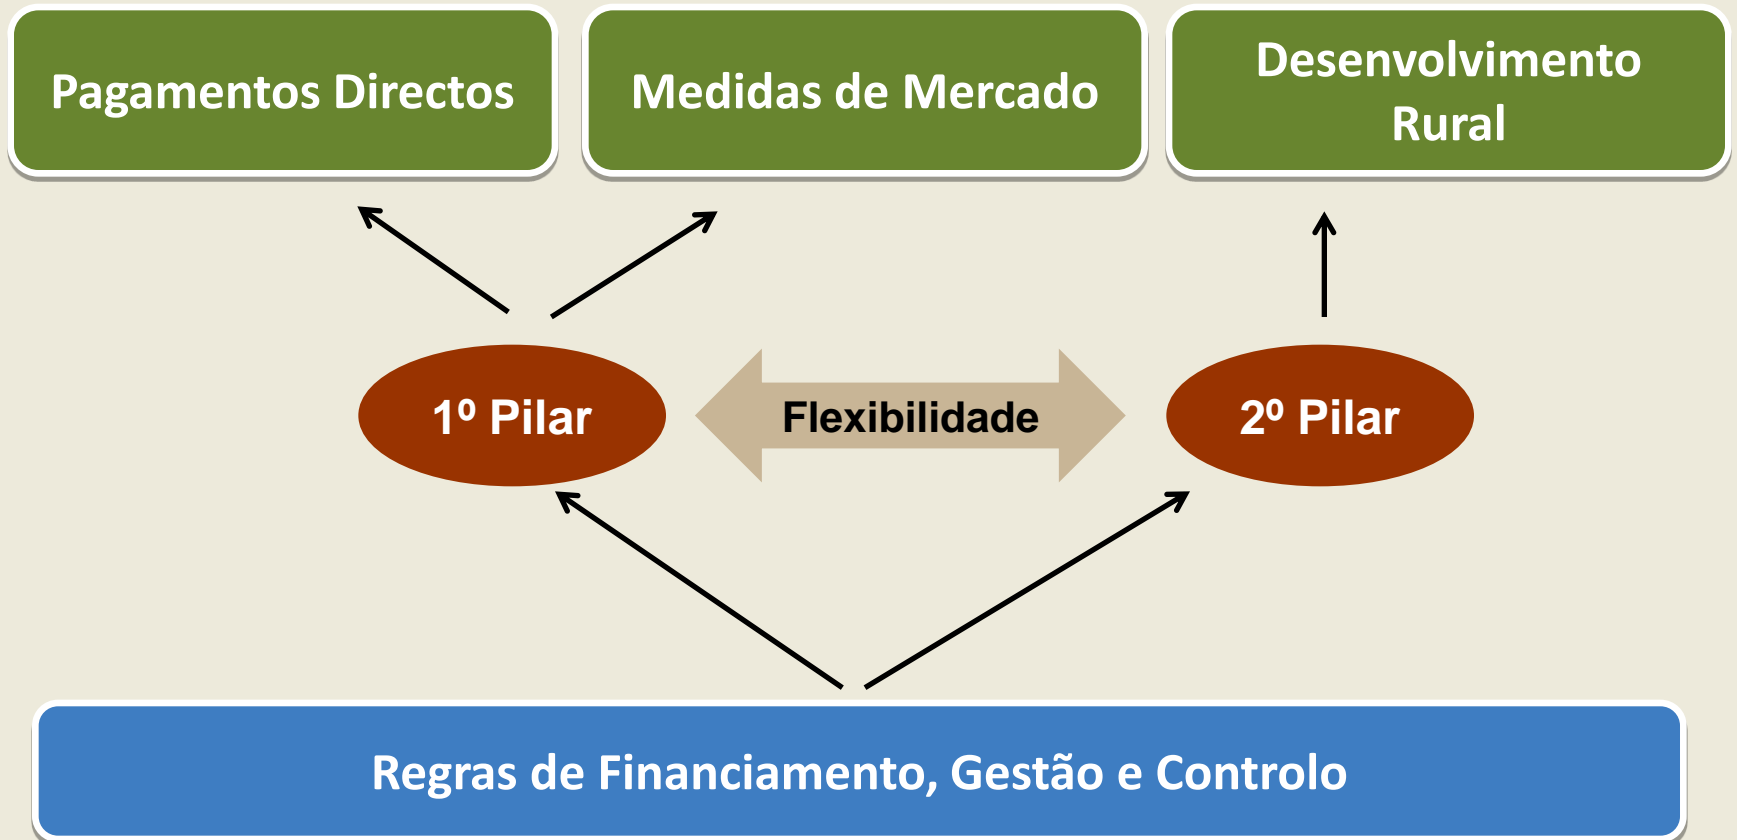 Pagamentos Directos
Medidas de Mercado
Desenvolvimento
Rural
1º Pilar
Flexibilidade
2º Pilar
Regras de Financiamento, Gestão e Controlo